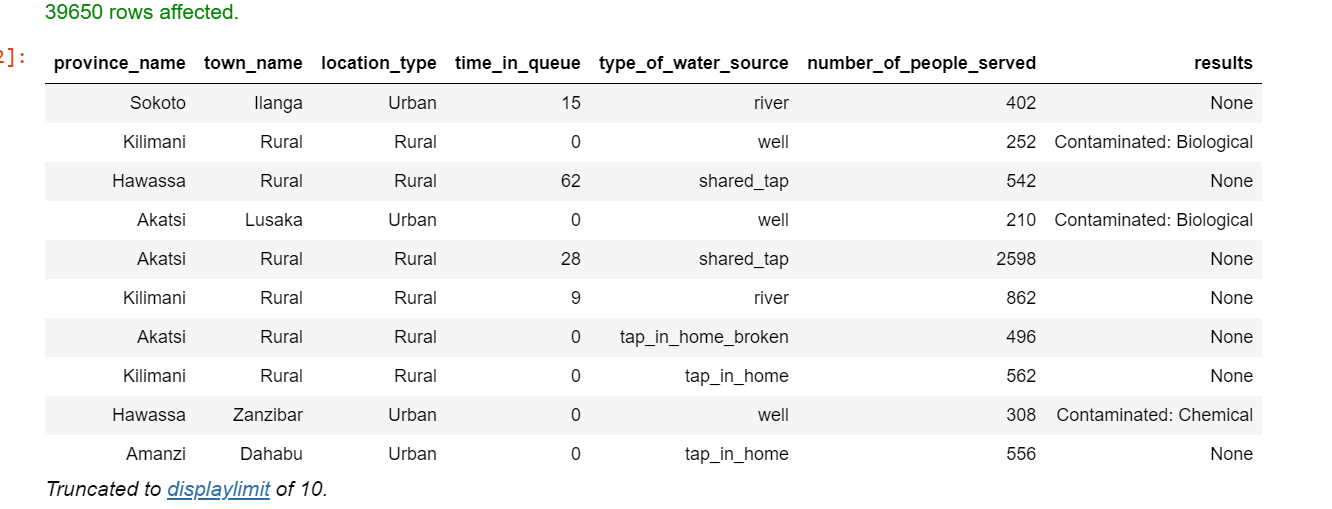 39650 rows affected.
2]:
province_name town_name location_type time_in_queue type_of_water_source number_of_people_served results
Sokoto Ilanga Urban 15 river 402 None
Kilimani Rural Rural 0 well 252 Contaminated: Biological
Hawassa Rural Rural 62 shared_tap 542 None
Akatsi Lusaka Urban 0 well 210 Contaminated: Biological
Akatsi Rural Rural 28 shared_tap 2598 None
Kilimani Rural Rural 9 river 862 None
Akatsi Rural Rural 0 tap_in_home_broken 496 None
Kilimani Rural Rural 0 tap_in_home 562 None
Hawassa Zanzibar Urban 0 well 308 Contaminated: Chemical
Amanzi Dahabu Urban 0 tap_in_home 556 None
Truncated to displaylimit of 10.